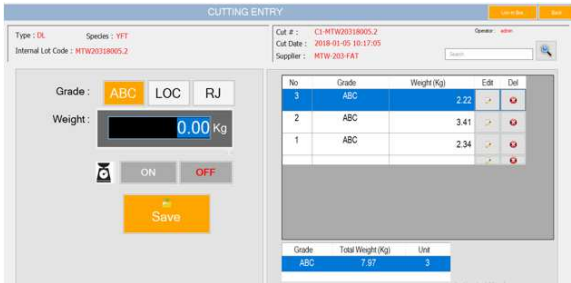 CUTTING ENTRY
Type : DL Species : YFT
Internal Lot Code : MTW20318005.2
Cut # : C1-MTW20318005.2
Cut Date : 2018-01-05 10:17:05
Supplier : MTW-203-FAT
Operator : admin
Search
Grade : ABC LOC RJ
Weight : 0.00 Kg
ON OFF
Save
No Grade Weight (Kg) Edit Del
3 ABC 2.22
2 ABC 3.41
1 ABC 2.34
Grade Total Weight (Kg) Unit
ABC 7.97 3